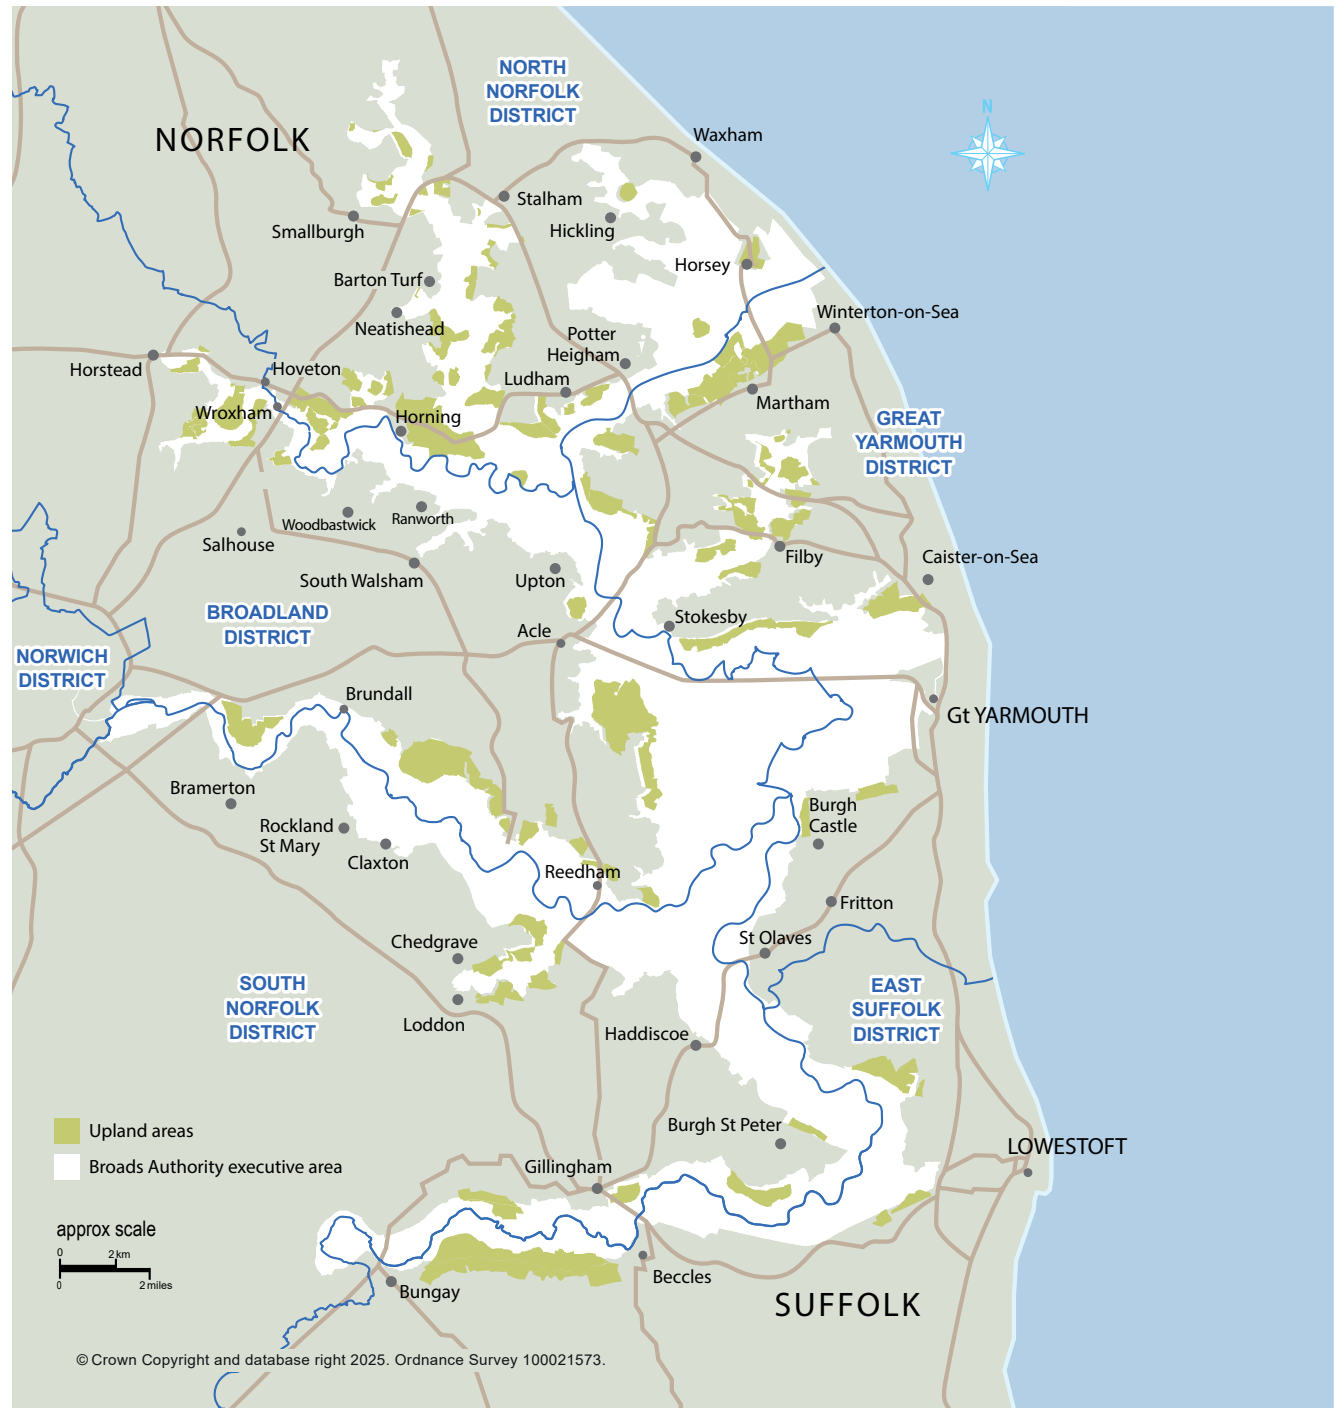 NORTH
NORFOLK
DISTRICT
N
NORFOLK
Waxham
Stalham
Hickling
Smallburgh
Horsey
Barton Turf
Winterton-on-Sea
Neatishead
Potter
Heigham
Horstead
Hoveton
Ludham
Martham
Wroxham
Horning
GREAT
YARMOUTH
DISTRICT
Woodbastwick
Ranworth
Salhouse
Filby
Caister-on-Sea
South Walsham
Upton
BROADLAND
DISTRICT
Stokesby
Acle
NORWICH
DISTRICT
Brundall
Gt YARMOUTH
Bramerton
Burgh
Castle
Rockland
St Mary
Claxton
Reedham
Fritton
Chedgrave
St Olaves
SOUTH
NORFOLK
DISTRICT
EAST
SUFFOLK
DISTRICT
Loddon
Haddiscoe
Upland areas
Burgh St Peter
LOWESTOFT
Broads Authority executive area
Gillingham
approx scale
0
2km
0
2miles
Beccles
Bungay
SUFFOLK
© Crown Copyright and database right 2025. Ordnance Survey 100021573.